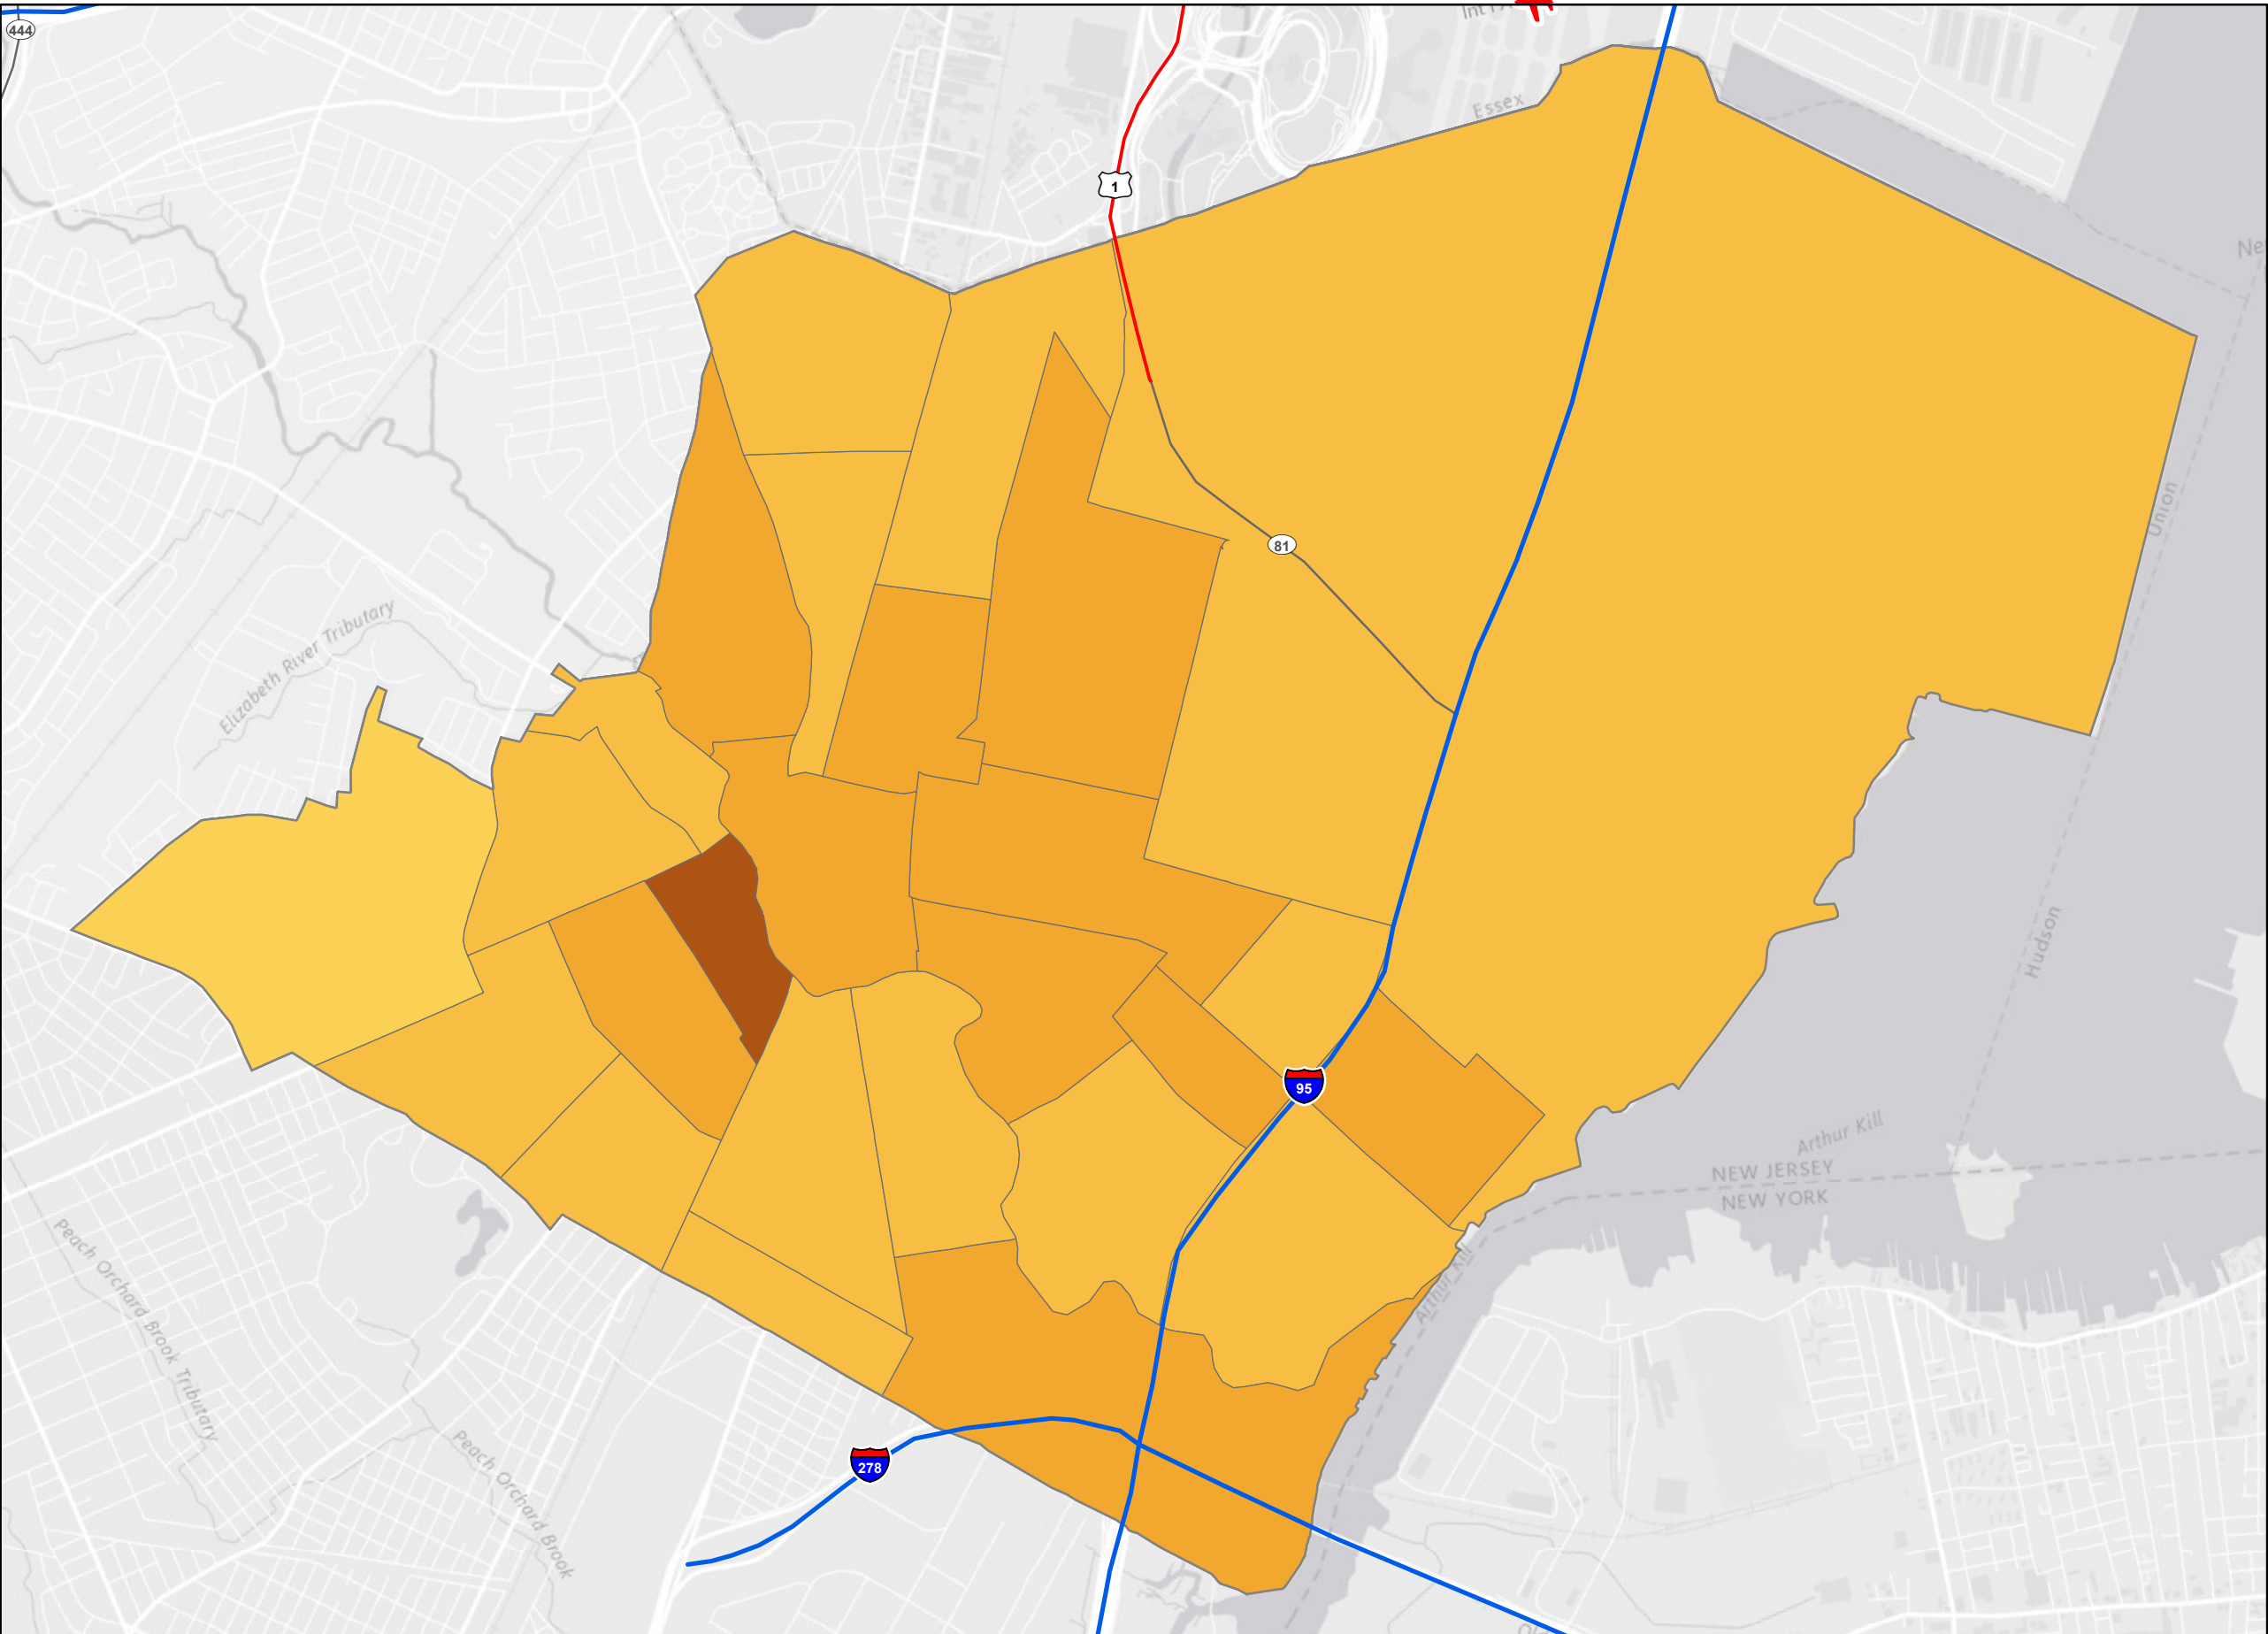 444
Int'l A
Essex
1
Ne
Union
81
Elizabeth River Tributary
Hudson
95
Arthur Kill
NEW JERSEY
NEW YORK
Arthur Kill
Peach Orchard Brook Tributary
278
Peach Orchard Brook